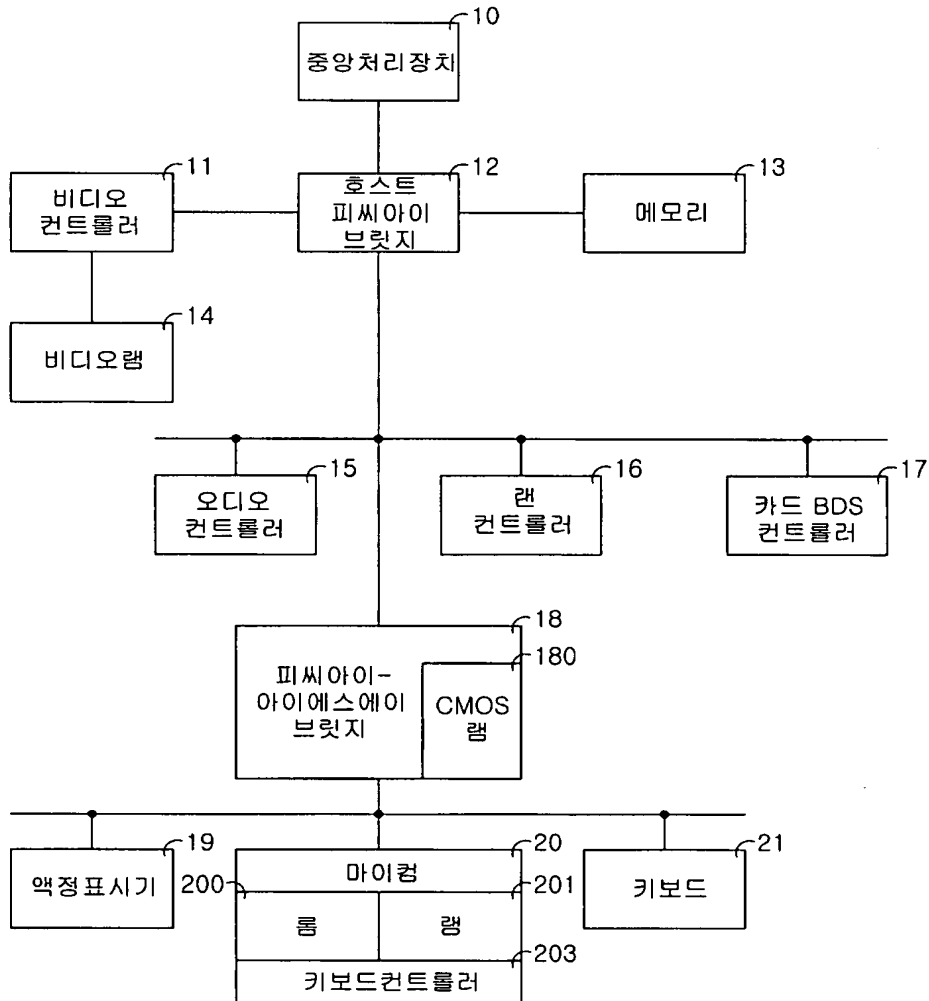 10
중앙처리장치
11
비디오
컨트롤러
12
호스트
피씨아이
브릿지
13
메모리
14
비디오램
15
오디오
컨트롤러
16
랜
컨트롤러
17
카드 BDS
컨트롤러
18
피씨아이-
아이에스에이
브릿지
180
CMOS
램
19
액정표시기
20
마이컴
200
롬
201
램
203
키보드컨트롤러
21
키보드